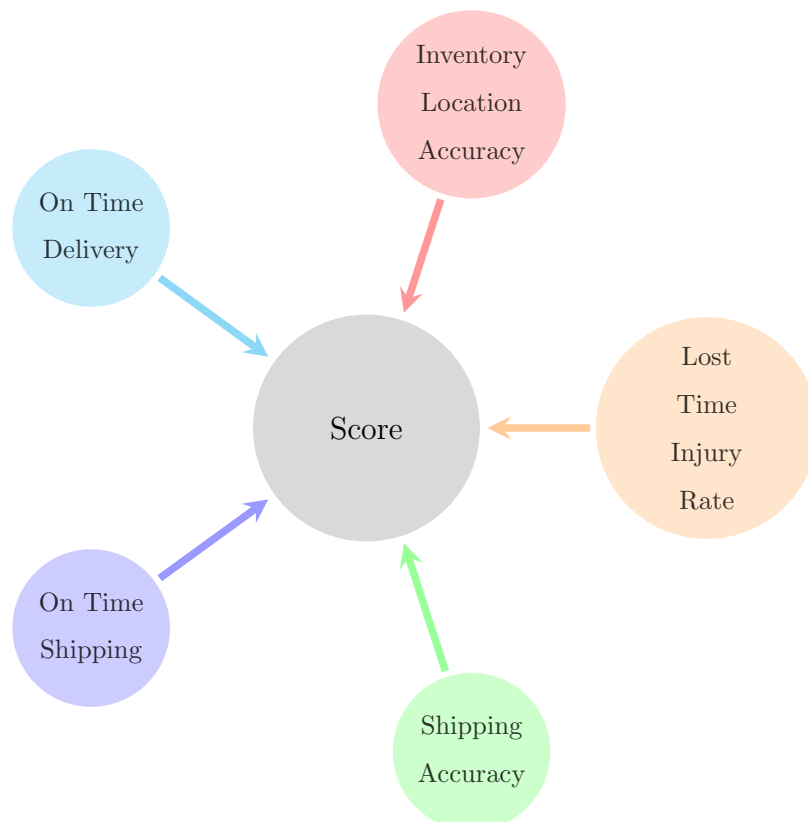 Inventory
Location
Accuracy
On Time
Delivery
Lost
Time
Injury
Rate
Score
On Time
Shipping
Shipping
Accuracy